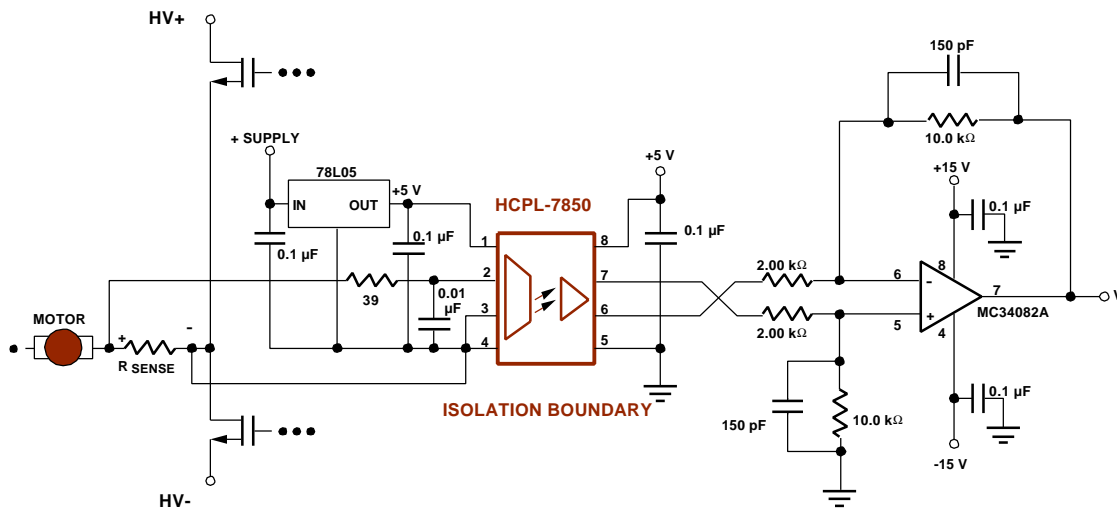 HV+
150 pF
10.0 kΩ
+ SUPPLY
78L05
+5 V
IN
OUT
+5 V
+15 V
HCPL-7850
0.1 µF
0.1 µF
0.1 µF
0.1 µF
1
8
2
7
3
6
4
5
39
0.01
µF
2.00 kΩ
2.00 kΩ
6
-
8
7
5
+
4
MC34082A
V
MOTOR
+
-
R SENSE
ISOLATION BOUNDARY
150 pF
10.0 kΩ
0.1 µF
-15 V
HV-